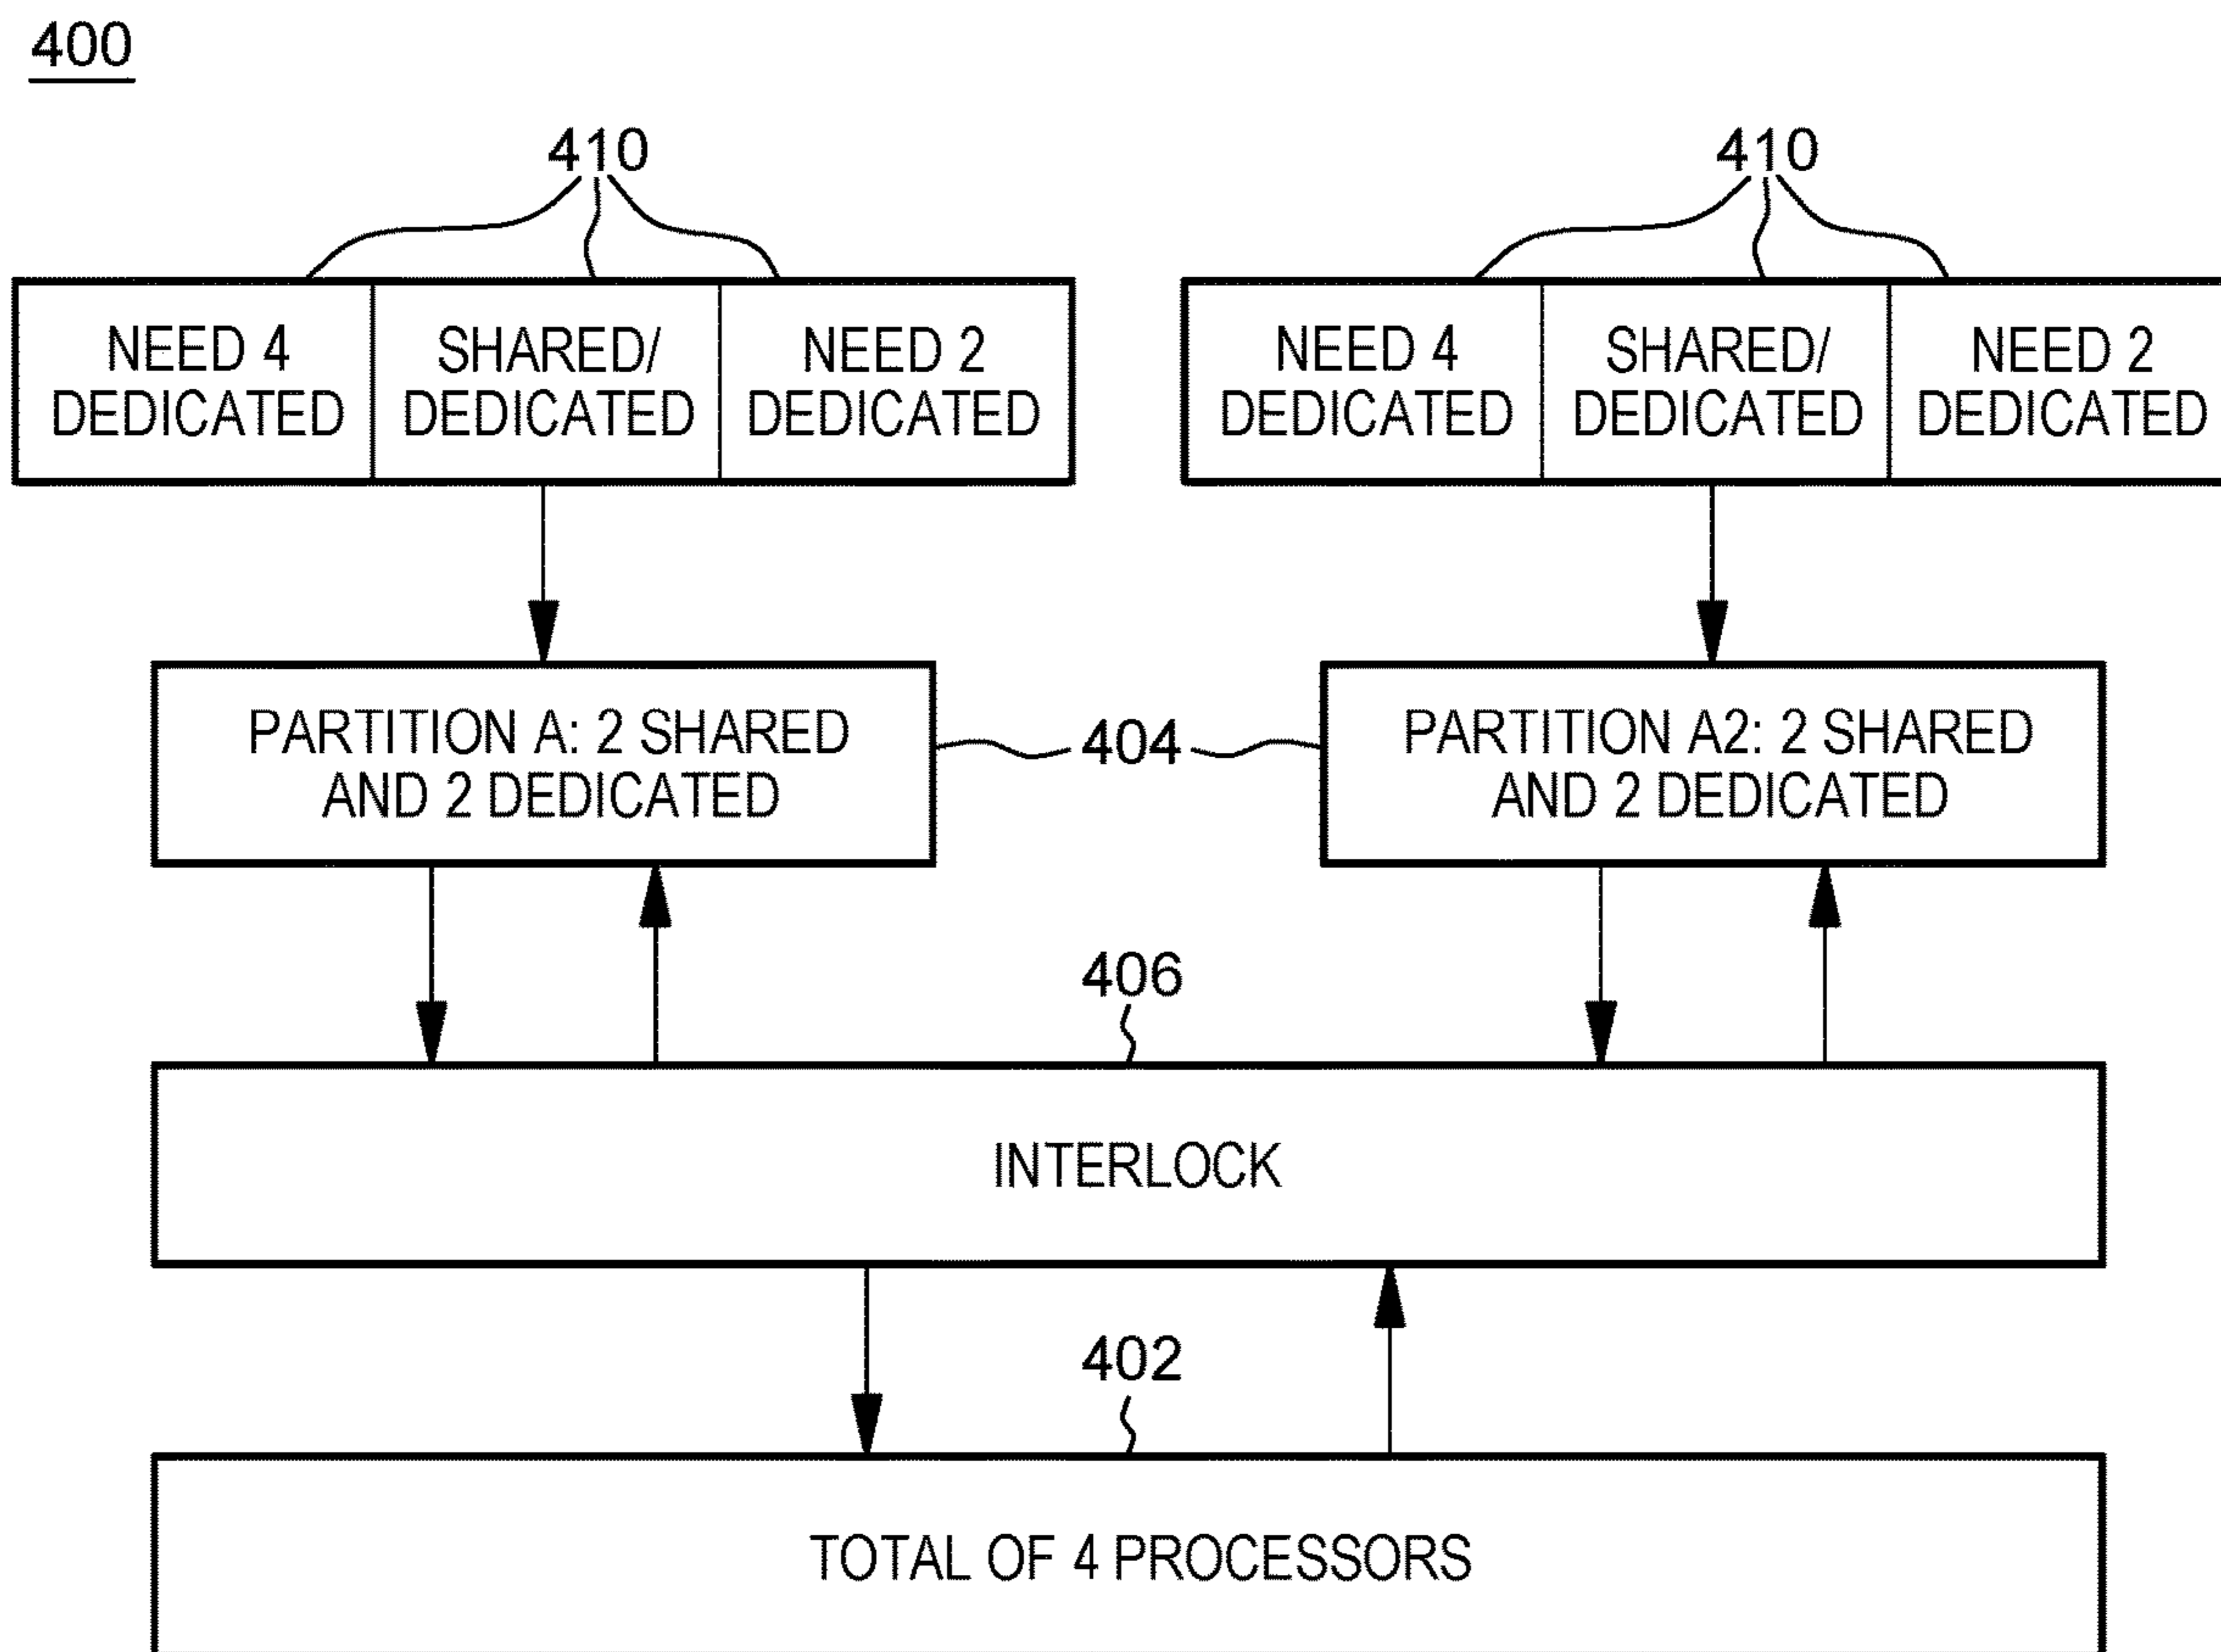 400
410
410
NEED 4
DEDICATED
SHARED/
DEDICATED
NEED 2
DEDICATED
NEED 4
DEDICATED
SHARED/
DEDICATED
NEED 2
DEDICATED
PARTITION A: 2 SHARED
AND 2 DEDICATED
404
PARTITION A2: 2 SHARED
AND 2 DEDICATED
406
INTERLOCK
402
TOTAL OF 4 PROCESSORS